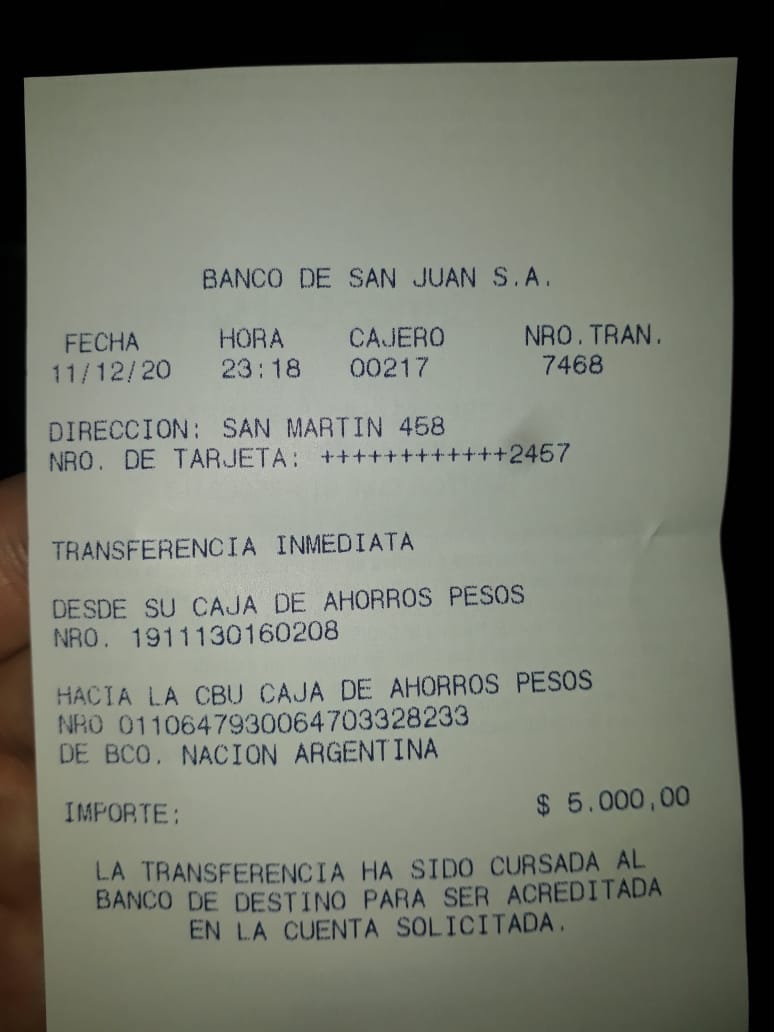 BANCO DE SAN JUAN S.A.
FECHA HORA CAJERO NRO.TRAN.
11/12/20 23:18 00217 7468
DIRECCION: SAN MARTIN 458
NRO. DE TARJETA: ++++++++++++2457
TRANSFERENCIA INMEDIATA
DESDE SU CAJA DE AHORROS PESOS
NRO. 1911130160208
HACIA LA CBU CAJA DE AHORROS PESOS
NRO 0110647930064703328233
DE BCO. NACION ARGENTINA
IMPORTE: $ 5.000,00
LA TRANSFERENCIA HA SIDO CURSADA AL
BANCO DE DESTINO PARA SER ACREDITADA
EN LA CUENTA SOLICITADA.